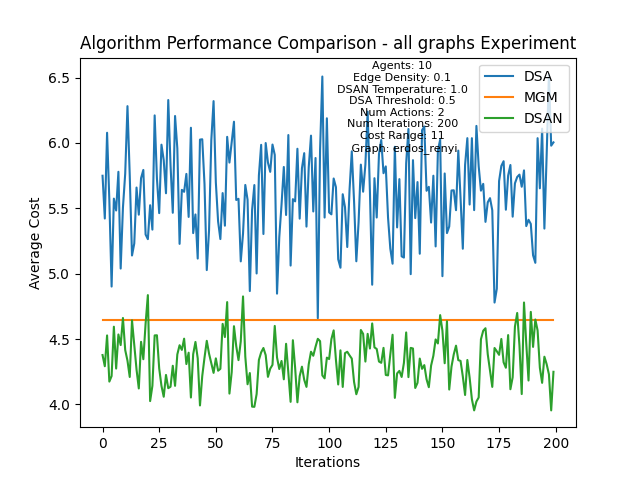 Algorithm Performance Comparison - all graphs Experiment
Agents: 10
Edge Density: 0.1
DSAN Temperature: 1.0
DSA Threshold: 0.5
Num Actions: 2
Num Iterations: 200
Cost Range: 11
Graph: erdos_renyi
DSA
MGM
DSAN
Average Cost
6.5
6.0
5.5
5.0
4.5
4.0
0 25 50 75 100 125 150 175 200
Iterations